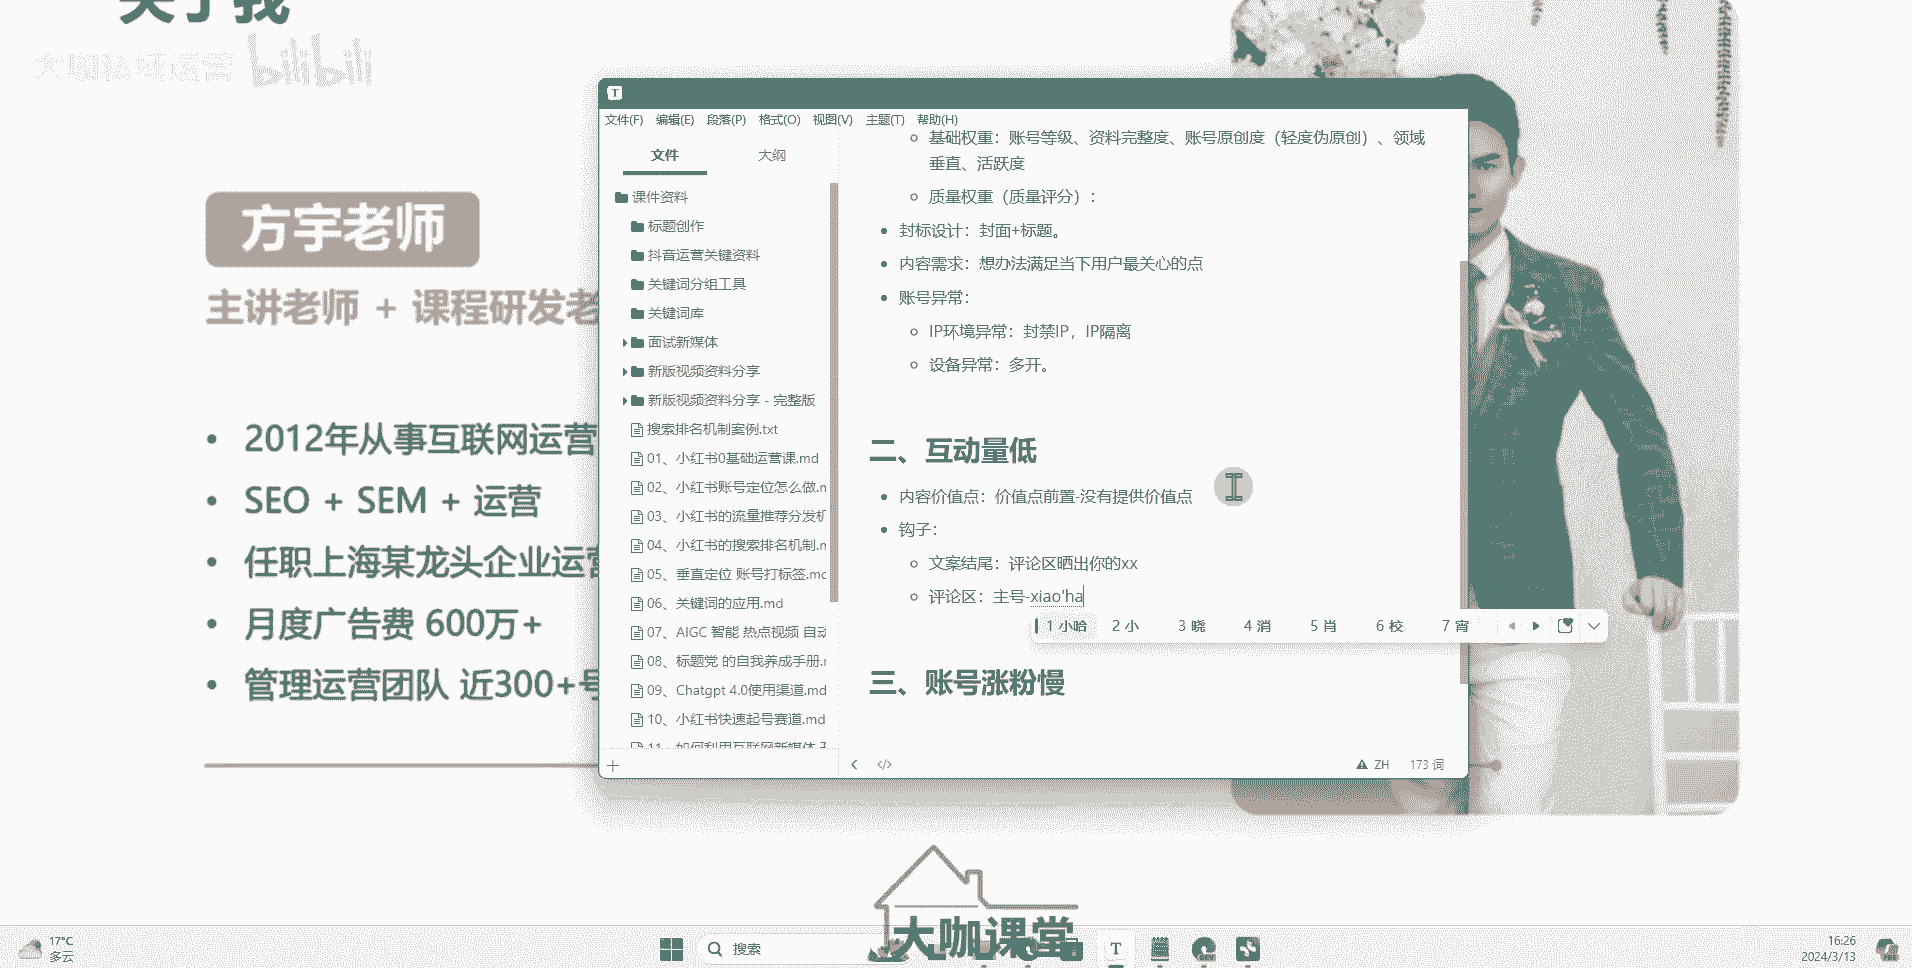 关于我
大咖私域运营 bilibili
方宇老师
主讲老师 + 课程研发老
2012年从事互联网运营
SEO + SEM + 运营
任职上海某龙头企业运营
月度广告费 600万+
管理运营团队 近300+号
T
文件(F) 编辑(E) 段落(P) 格式(O) 视图(V) 主题(T) 帮助(H)
文件 大纲
课件资料
标题创作
抖音运营关键资料
关键词分组工具
关键词库
面试新媒体
新版视频资料分享
新版视频资料分享 - 完整版
搜索排名机制案例.txt
01、小红书0基础运营课.md
02、小红书账号定位怎么做.n
03、小红书的流量推荐分发机
04、小红书的搜索排名机制.n
05、垂直定位 账号打标签.mc
06、关键词的应用.md
07、AIGC 智能 热点视频 自动
08、标题党 的自我养成手册.r
09、Chatgpt 4.0使用渠道.md
10、小红书快速起号赛道.md
11、如何利用互联网新媒体
基础权重：账号等级、资料完整度、账号原创度（轻度伪原创）、领域
垂直、活跃度
质量权重（质量评分）：
封标设计：封面+标题。
内容需求：想办法满足当下用户最关心的点
账号异常：
IP环境异常：封禁IP，IP隔离
设备异常：多开。
二、互动量低
内容价值点：价值点前置-没有提供价值点
钩子：
文案结尾：评论区晒出你的xx
评论区：主号-xiao'ha
1 小哈 2 小 3 晓 4 消 5 肖 6 校 7 宵
三、账号涨粉慢
</> ZH 173 词
大咖课堂
17°C
多云
搜索
T
DEV
16:26
2024/3/13
PRE